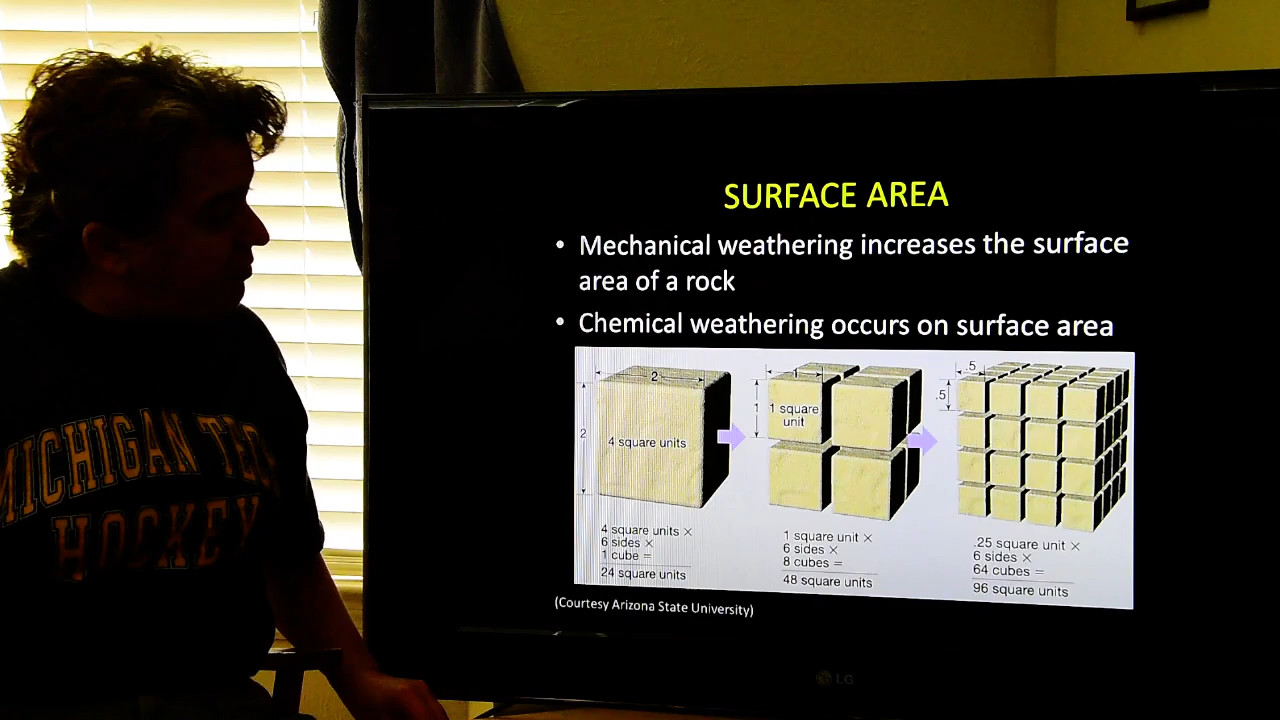 SURFACE AREA
• Mechanical weathering increases the surface
area of a rock
• Chemical weathering occurs on surface area
2
2
4 square units
4 square units ×
6 sides ×
1 cube =
24 square units
1
1
1 square
unit
1 square unit ×
6 sides ×
8 cubes =
48 square units
.5
.5
.25 square unit ×
6 sides ×
64 cubes =
96 square units
(Courtesy Arizona State University)
MICHIGAN TEC
HOCKEY
LG